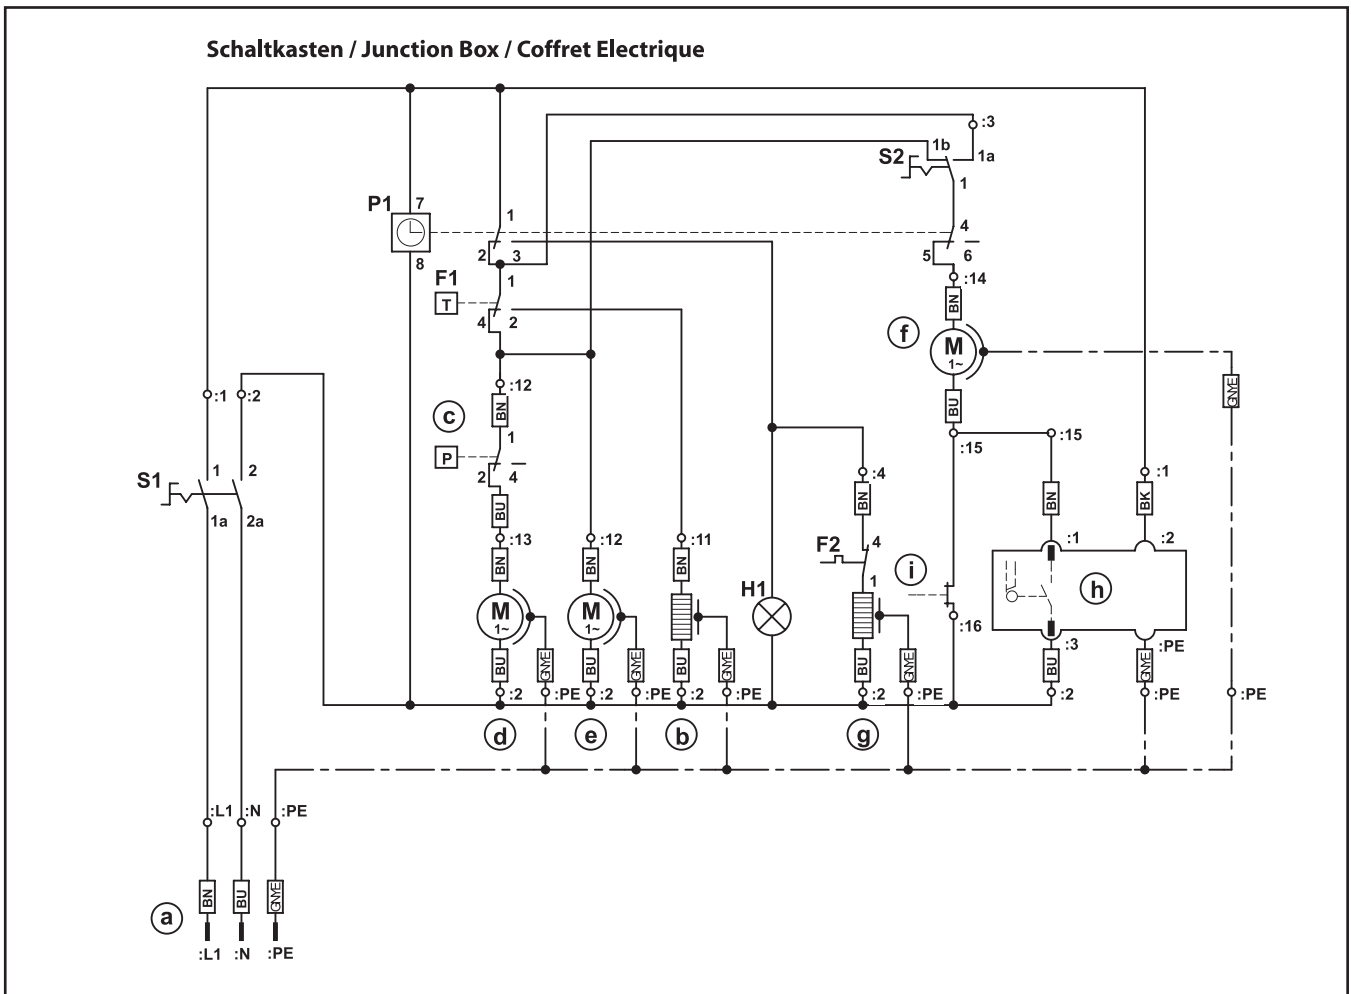 Schaltkasten / Junction Box / Coffret Electrique
:3
1b
S2
1a
1
P1
7
1
4
2
3
5
6
8
:14
F1
1
T
BN
4
2
f
M
1~
:12
GNYE
:1
:2
BN
BU
c
1
:15
:15
P
2
4
:4
:1
S1
1
2
BN
BN
BK
1a
2a
BU
:13
:12
:11
F2
4
:1
:2
BN
BN
BN
i
h
H1
1
M
1~
M
1~
:16
:3
:PE
BU
GNYE
BU
GNYE
BU
GNYE
BU
GNYE
BU
GNYE
:2
:PE
:2
:PE
:2
:PE
:2
:PE
:2
:PE
:PE
d
e
b
g
:L1
:N
:PE
BN
BU
GNYE
a
:L1
:N
:PE